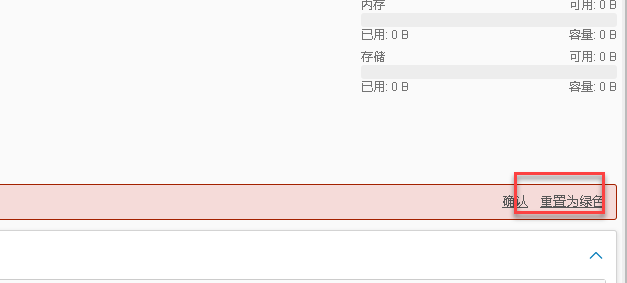 内存 可用: 0 B
已用: 0 B 容量: 0 B
存储 可用: 0 B
已用: 0 B 容量: 0 B
确认 重置为绿色